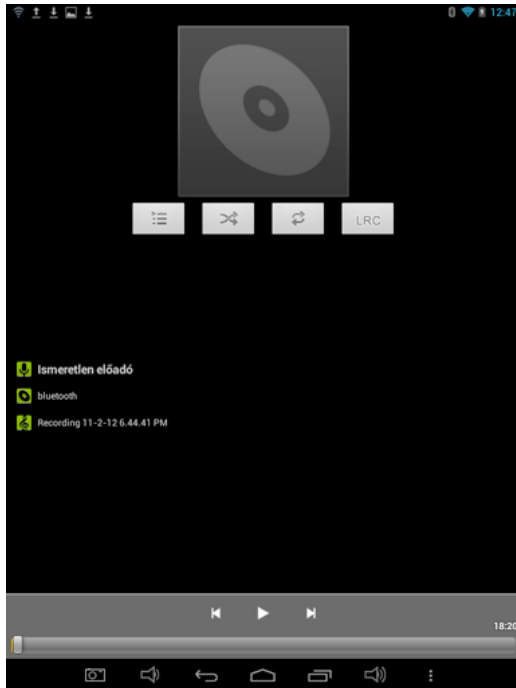 12:47
LRC
Ismeretlen előadó
bluetooth
Recording 11-2-12 6.44.41 PM
18:20